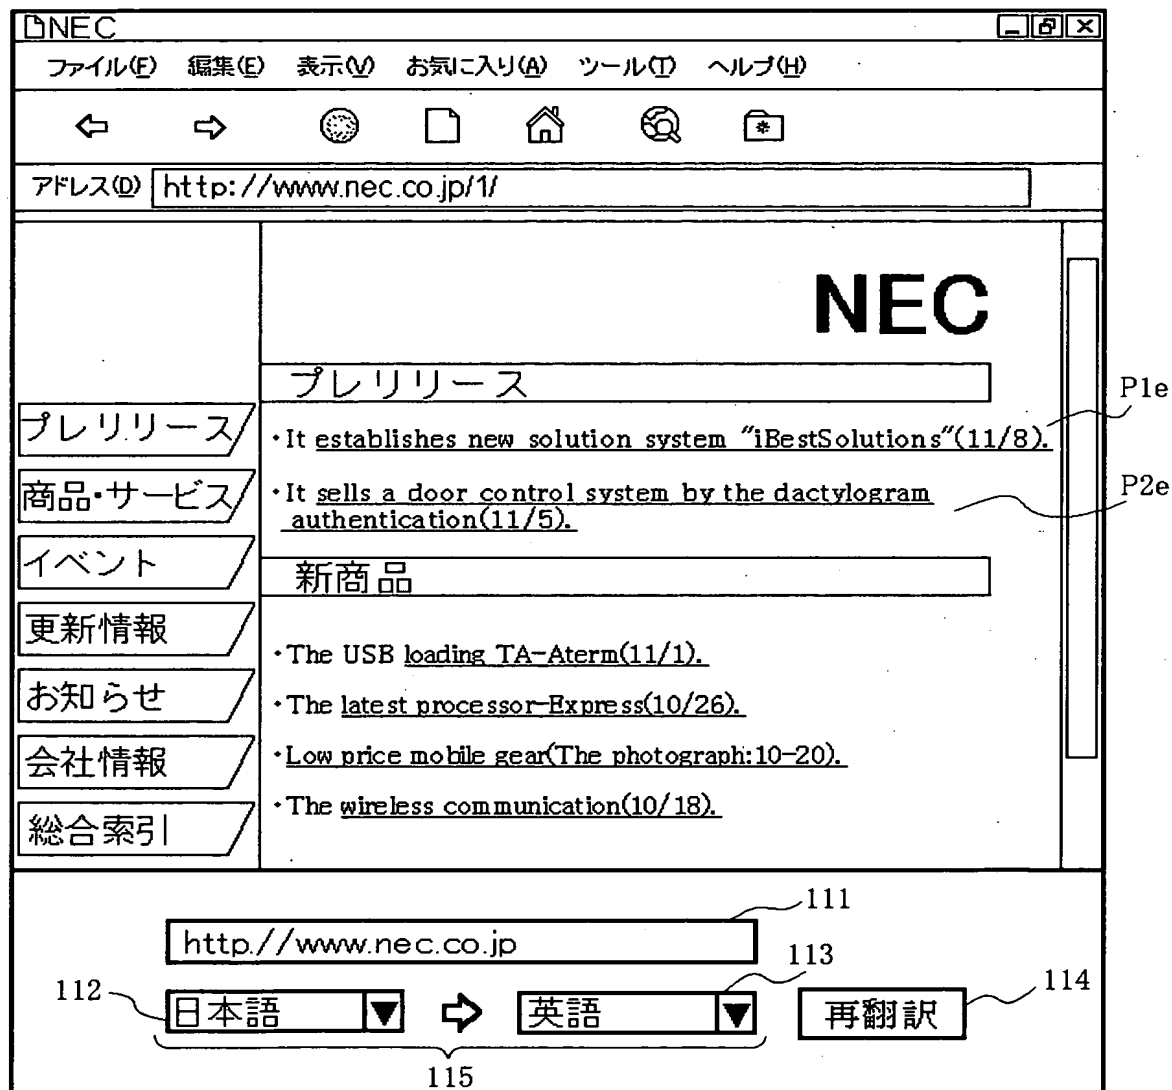 NEC
ファイル(F) 編集(E) 表示(V) お気に入り(A) ツール(T) ヘルプ(H)
アドレス(D) http://www.nec.co.jp/1/
NEC
プレリリース
プレリリース
・It establishes new solution system "iBestSolutions"(11/8).
P1e
商品・サービス
・It sells a door control system by the dactylogram
authentication(11/5).
P2e
イベント
新商品
更新情報
・The USB loading TA-Aterm(11/1).
お知らせ
・The latest processor-Express(10/26).
会社情報
・Low price mobile gear(The photograph:10-20).
総合索引
・The wireless communication(10/18).
111
http.//www.nec.co.jp
113
112
日本語 ▼ ⇨ 英語 ▼ 再翻訳
114
115